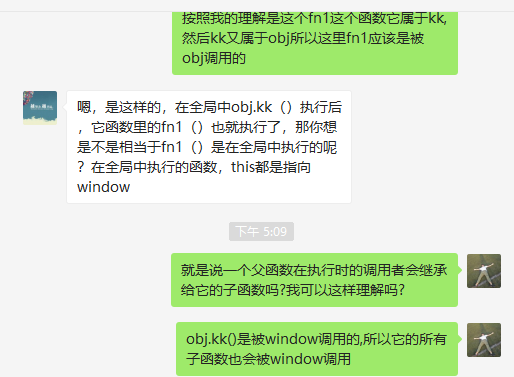 按照我的理解是这个fn1这个函数它属于kk,
然后kk又属于obj所以这里fn1应该是被
obj调用的
嗯，是这样的，在全局中obj.kk（）执行后
，它函数里的fn1（）也就执行了，那你想
是不是相当于fn1（）是在全局中执行的呢
？在全局中执行的函数，this都是指向
window
下午 5:09
就是说一个父函数在执行时的调用者会继承
给它的子函数吗?我可以这样理解吗?
obj.kk()是被window调用的,所以它的所有
子函数也会被window调用